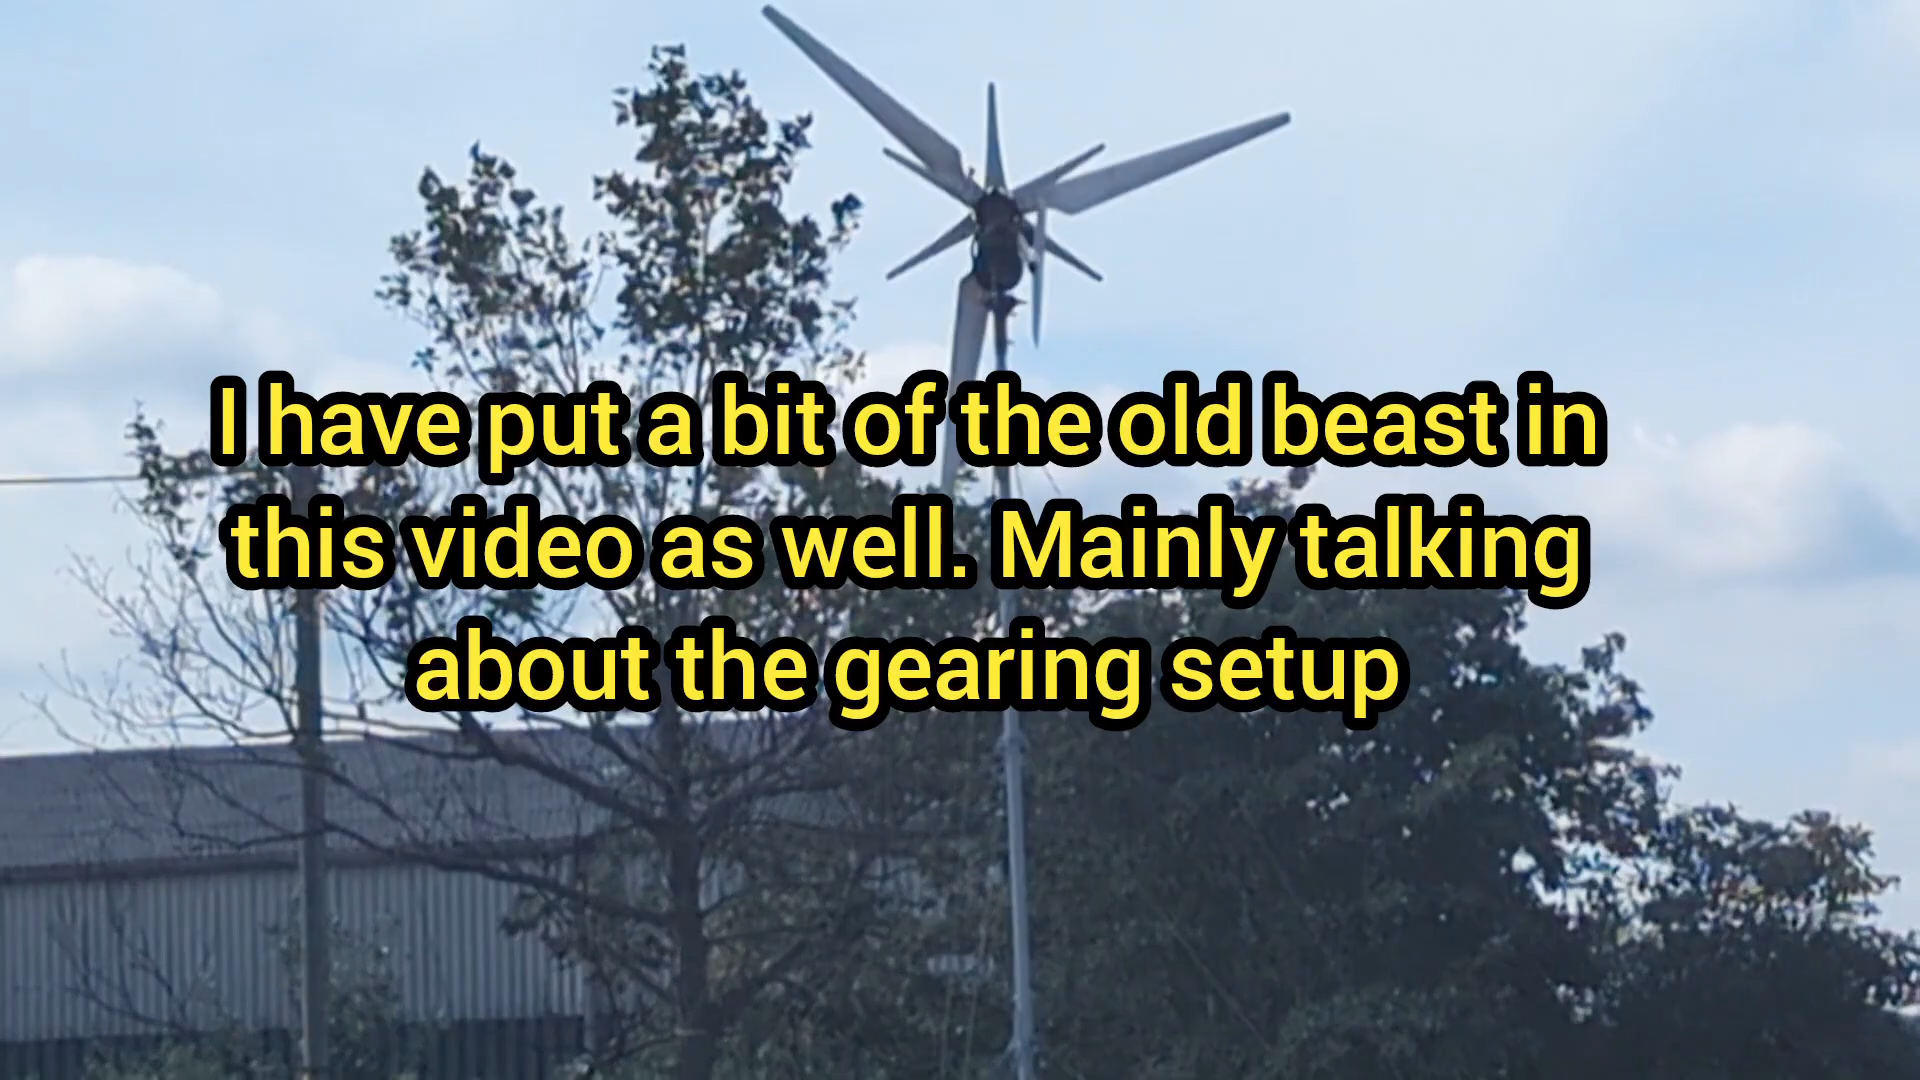 I have put a bit of the old beast in
this video as well. Mainly talking
about the gearing setup